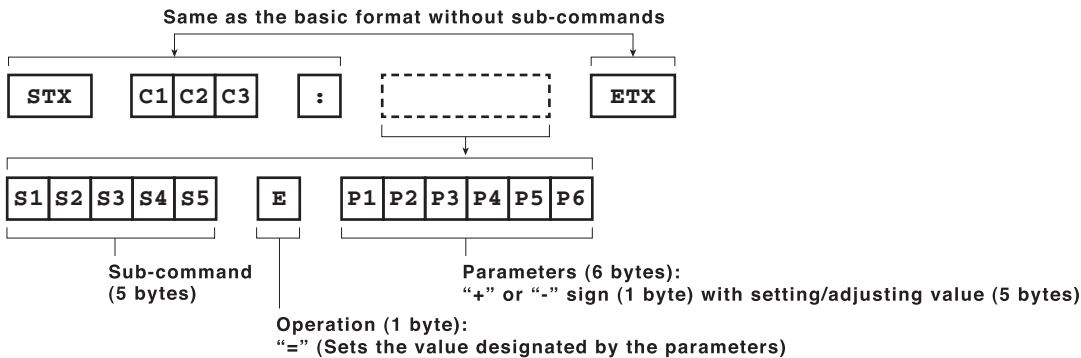 Same as the basic format without sub-commands
STX C1 C2 C3 : ETX
S1 S2 S3 S4 S5 E P1 P2 P3 P4 P5 P6
Sub-command
(5 bytes)
Parameters (6 bytes):
“+” or “-” sign (1 byte) with setting/adjusting value (5 bytes)
Operation (1 byte):
“=” (Sets the value designated by the parameters)